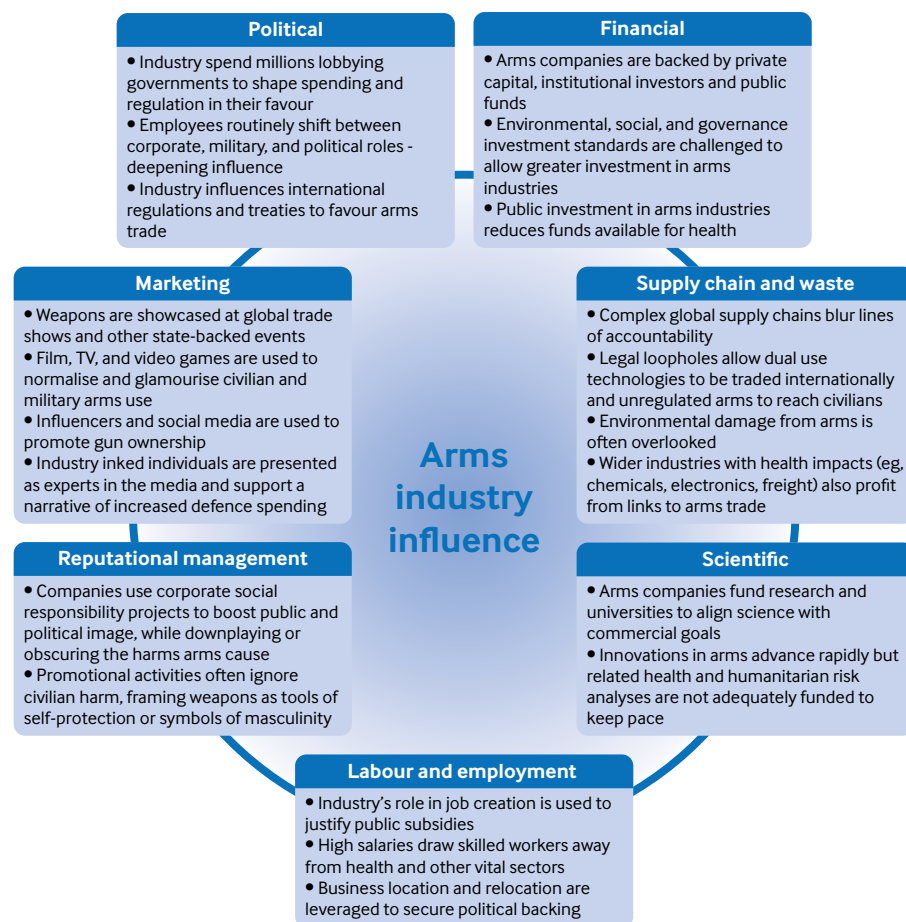 Political
• Industry spend millions lobbying
governments to shape spending and
regulation in their favour
• Employees routinely shift between
corporate, military, and political roles -
deepening influence
• Industry influences international
regulations and treaties to favour arms
trade
Financial
• Arms companies are backed by private
capital, institutional investors and public
funds
• Environmental, social, and governance
investment standards are challenged to
allow greater investment in arms
industries
• Public investment in arms industries
reduces funds available for health
Marketing
• Weapons are showcased at global trade
shows and other state-backed events
• Film, TV, and video games are used to
normalise and glamourise civilian and
military arms use
• Influencers and social media are used to
promote gun ownership
• Industry inked individuals are presented
as experts in the media and support a
narrative of increased defence spending
Supply chain and waste
• Complex global supply chains blur lines
of accountability
• Legal loopholes allow dual use
technologies to be traded internationally
and unregulated arms to reach civilians
• Environmental damage from arms is
often overlooked
• Wider industries with health impacts (eg,
chemicals, electronics, freight) also profit
from links to arms trade
Arms
industry
influence
Reputational management
• Companies use corporate social
responsibility projects to boost public and
political image, while downplaying or
obscuring the harms arms cause
• Promotional activities often ignore
civilian harm, framing weapons as tools of
self-protection or symbols of masculinity
Scientific
• Arms companies fund research and
universities to align science with
commercial goals
• Innovations in arms advance rapidly but
related health and humanitarian risk
analyses are not adequately funded to
keep pace
Labour and employment
• Industry's role in job creation is used to
justify public subsidies
• High salaries draw skilled workers away
from health and other vital sectors
• Business location and relocation are
leveraged to secure political backing